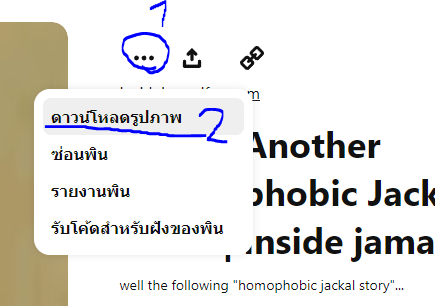 1
ดาวน์โหลดรูปภาพ 2
ซ่อนพิน
รายงานพิน
รับโค้ดสำหรับฝังของพิน
Another
phobic Jack
inside jama
well the following "homophobic jackal story"...